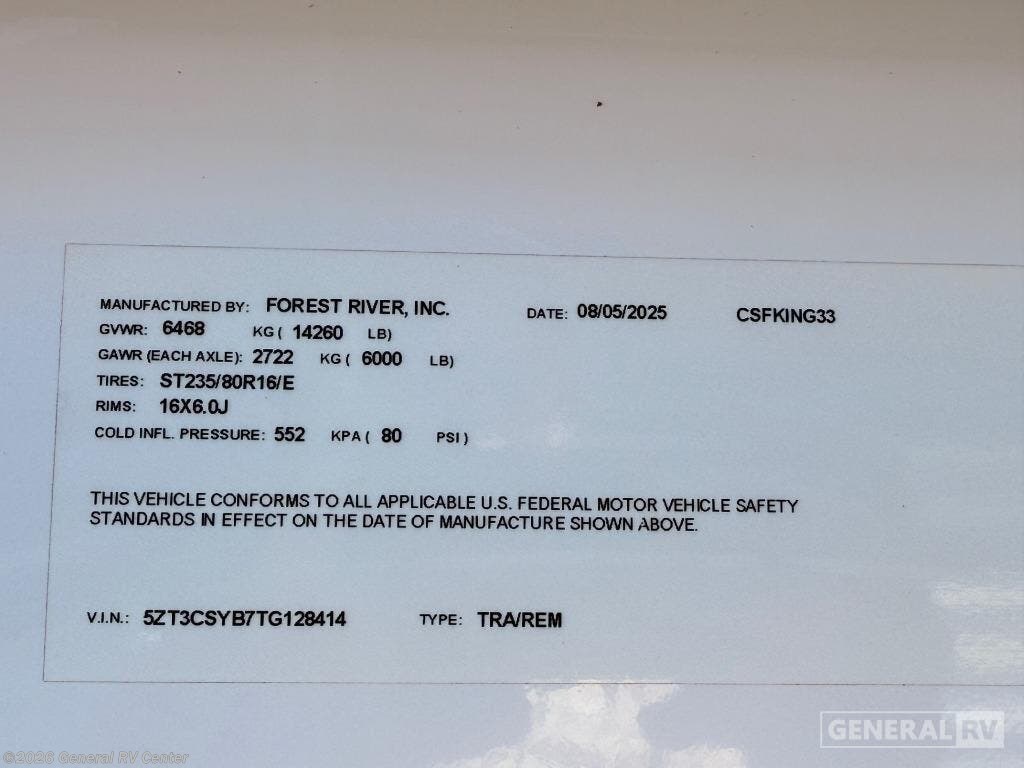 MANUFACTURED BY: FOREST RIVER, INC. DATE: 08/05/2025 CSFKING33
GVWR: 6468 KG ( 14260 LB)
GAWR (EACH AXLE): 2722 KG ( 6000 LB)
TIRES: ST235/80R16/E
RIMS: 16X6.0J
COLD INFL. PRESSURE: 552 KPA ( 80 PSI )
THIS VEHICLE CONFORMS TO ALL APPLICABLE U.S. FEDERAL MOTOR VEHICLE SAFETY
STANDARDS IN EFFECT ON THE DATE OF MANUFACTURE SHOWN ABOVE.
V.I.N.: 5ZT3CSYB7TG128414 TYPE: TRA/REM
GENERAL RV
©2026 General RV Center